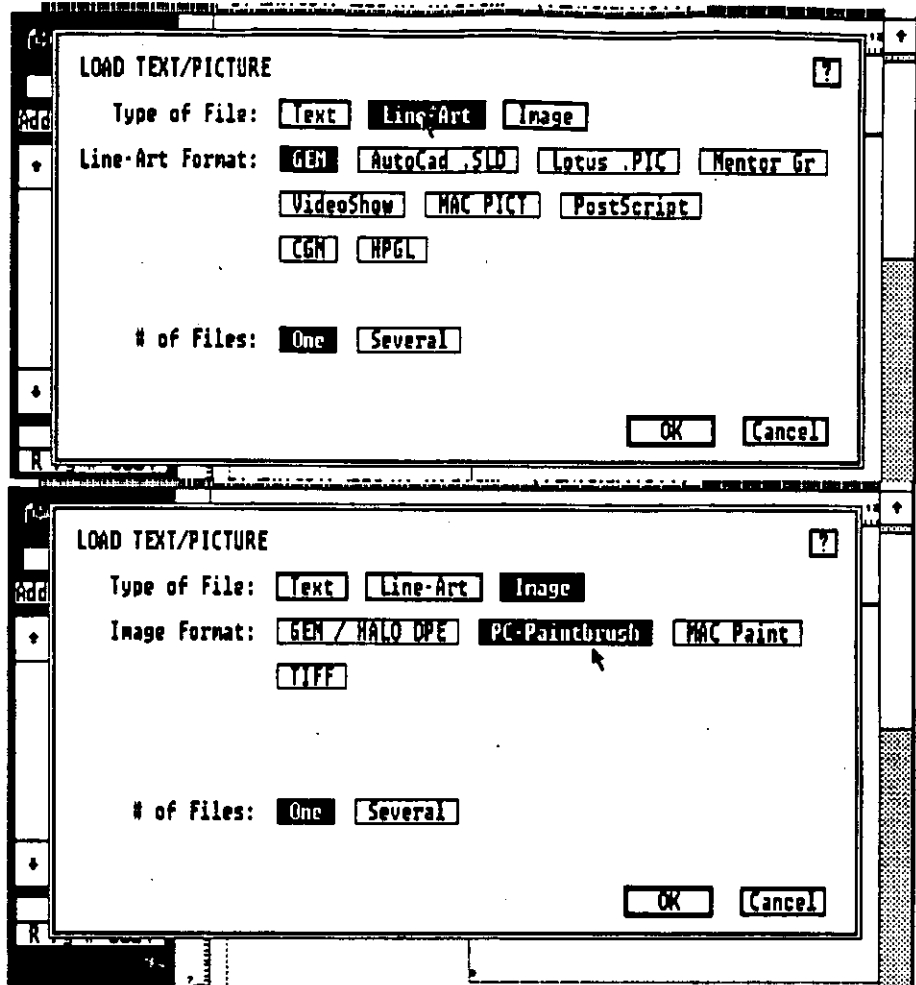 LOAD TEXT/PICTURE
?
Type of File: Text Line-Art Image
Line-Art Format: GEM AutoCad .SLD Lotus .PIC Mentor Gr
VideoShow MAC PICT PostScript
CGM HPGL
# of Files: One Several
OK Cancel
Add
LOAD TEXT/PICTURE
?
Type of File: Text Line-Art Image
Image Format: GEM / HALO DPE PC-Paintbrush MAC Paint
TIFF
# of Files: One Several
OK Cancel
Add